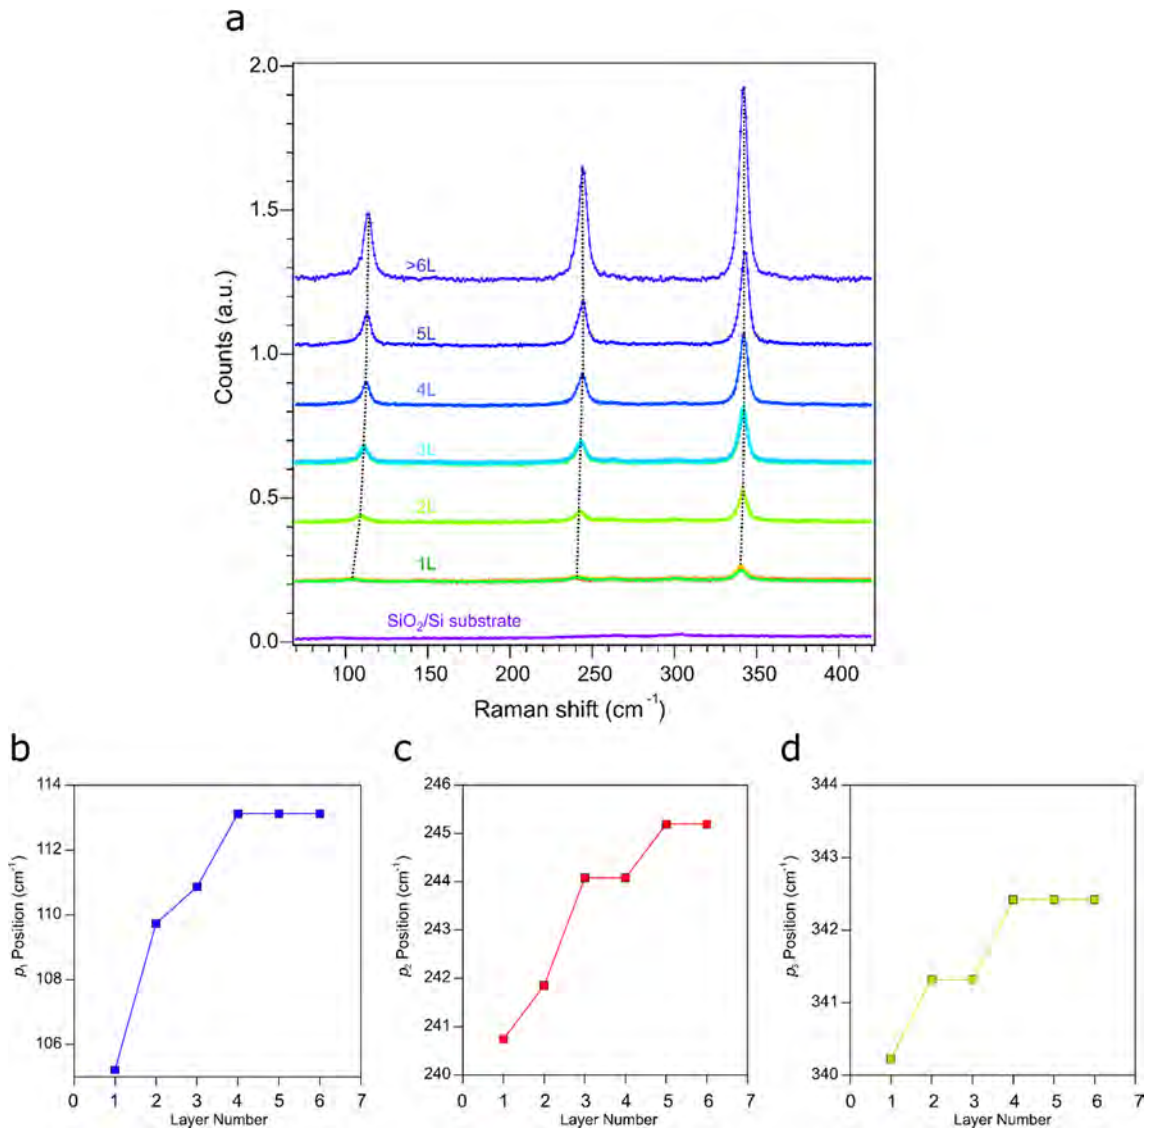 a
2.0
1.5
1.0
0.5
0.0
Counts (a.u.)
>6L
5L
4L
3L
2L
1L
SiO₂/Si substrate
100 150 200 250 300 350 400
Raman shift (cm⁻¹)
b
114
112
110
108
106
p₁ Position (cm⁻¹)
0 1 2 3 4 5 6 7
Layer Number
c
246
245
244
243
242
241
240
p₂ Position (cm⁻¹)
0 1 2 3 4 5 6 7
Layer Number
d
344
343
342
341
340
p₃ Position (cm⁻¹)
0 1 2 3 4 5 6 7
Layer Number